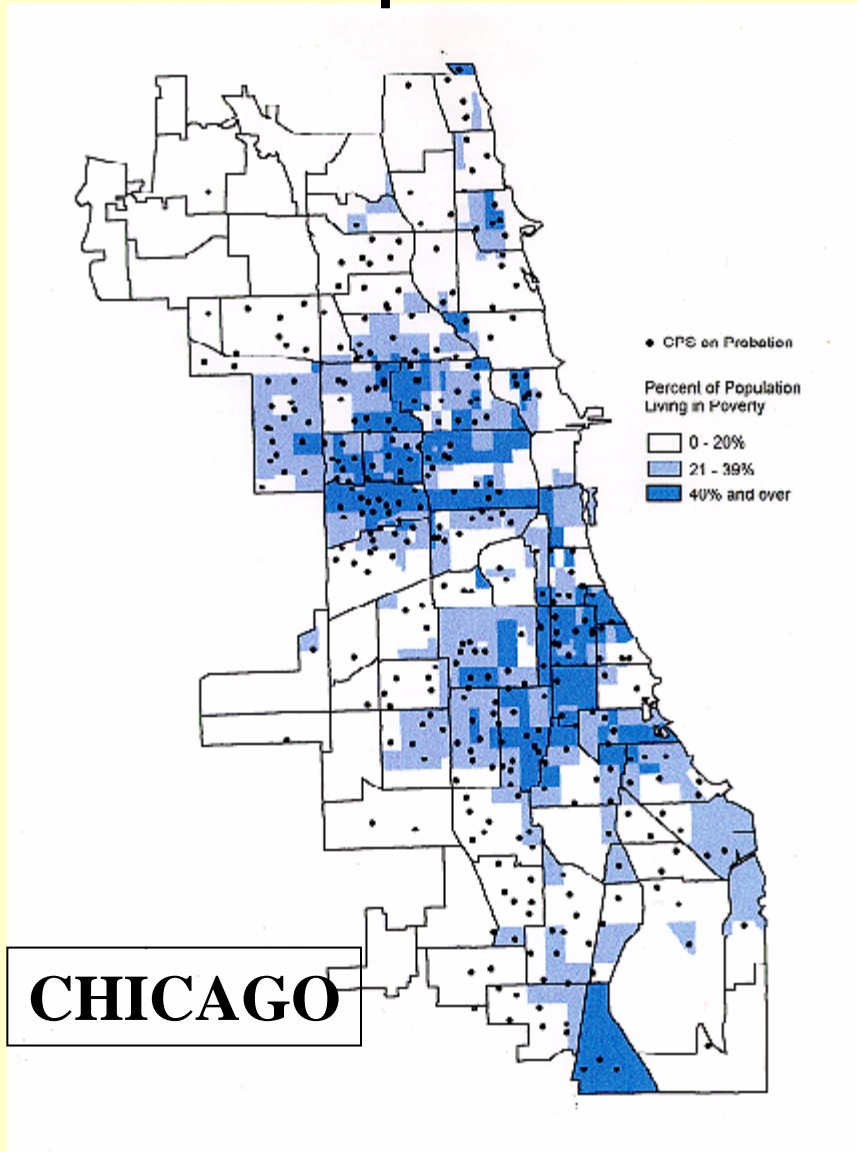 CPS on Probation
Percent of Population
Living in Poverty
0 - 20%
21 - 39%
40% and over
CHICAGO